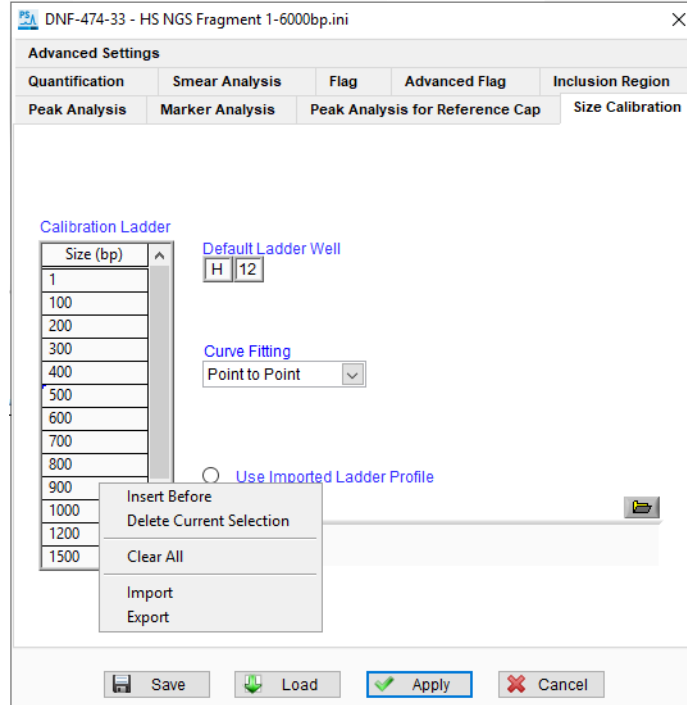 DNF-474-33 - HS NGS Fragment 1-6000bp.ini
Advanced Settings
Quantification Smear Analysis Flag Advanced Flag Inclusion Region
Peak Analysis Marker Analysis Peak Analysis for Reference Cap Size Calibration
Calibration Ladder
Size (bp)
1
100
200
300
400
500
600
700
800
900
1000
1200
1500
Default Ladder Well
H 12
Curve Fitting
Point to Point
Use Imported Ladder Profile
Insert Before
Delete Current Selection
Clear All
Import
Export
Save Load Apply Cancel